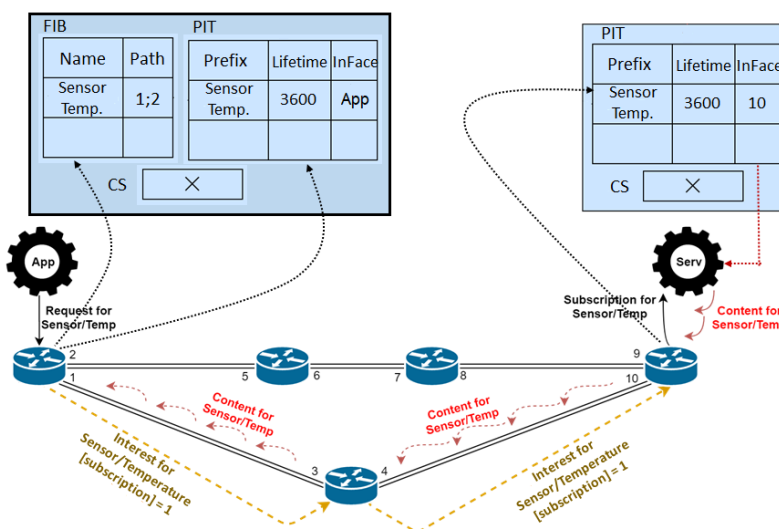 FIB
PIT
Name Path
Sensor
Temp. 1;2
Prefix Lifetime InFace
Sensor
Temp. 3600 App
CS
PIT
Prefix Lifetime InFace
Sensor
Temp. 3600 10
CS
App
Request for
Sensor/Temp
Serv
Subscription for
Sensor/Temp
Content for
Sensor/Temp
2
1
5
6
7
8
9
10
Content for
Sensor/Temp
Content for
Sensor/Temp
3
4
Interest for
Sensor/Temperature
[subscription] = 1
Interest for
Sensor/Temperature
[subscription] = 1